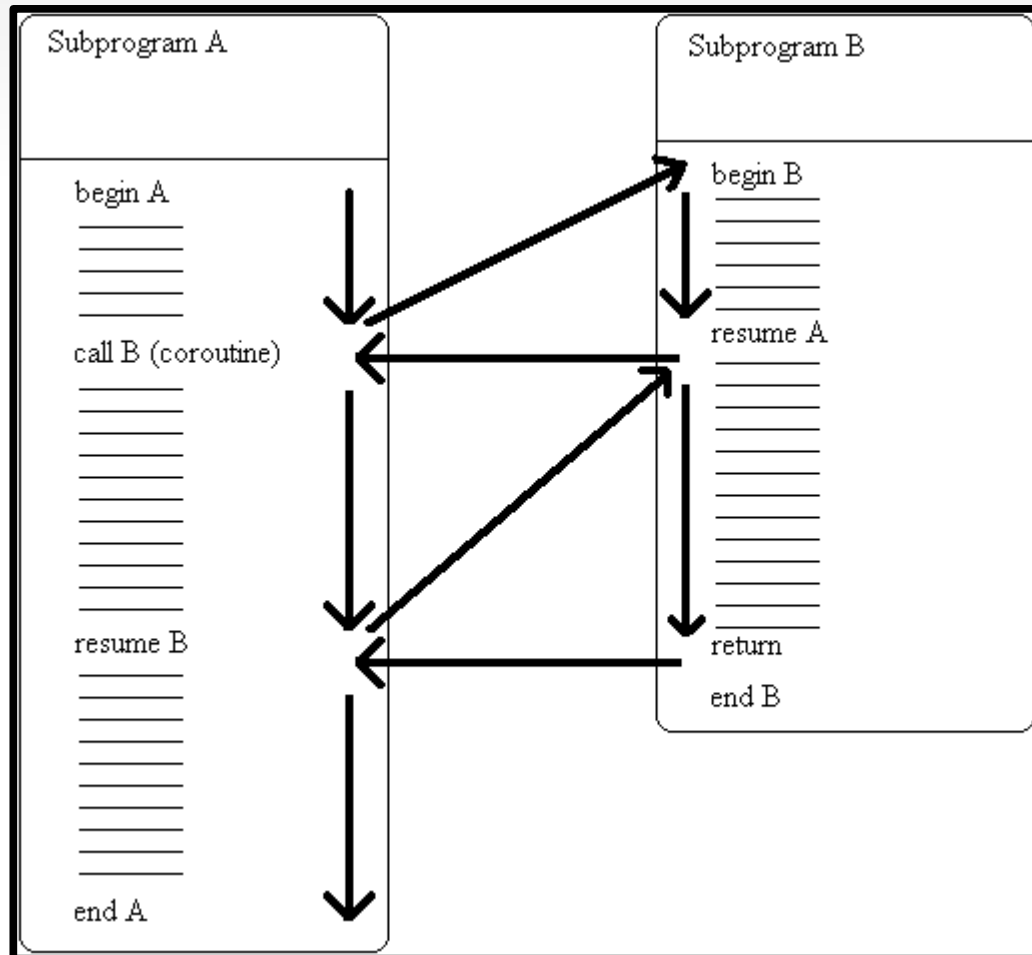 Subprogram A
begin A
call B (coroutine)
resume B
end A
Subprogram B
begin B
resume A
return
end B